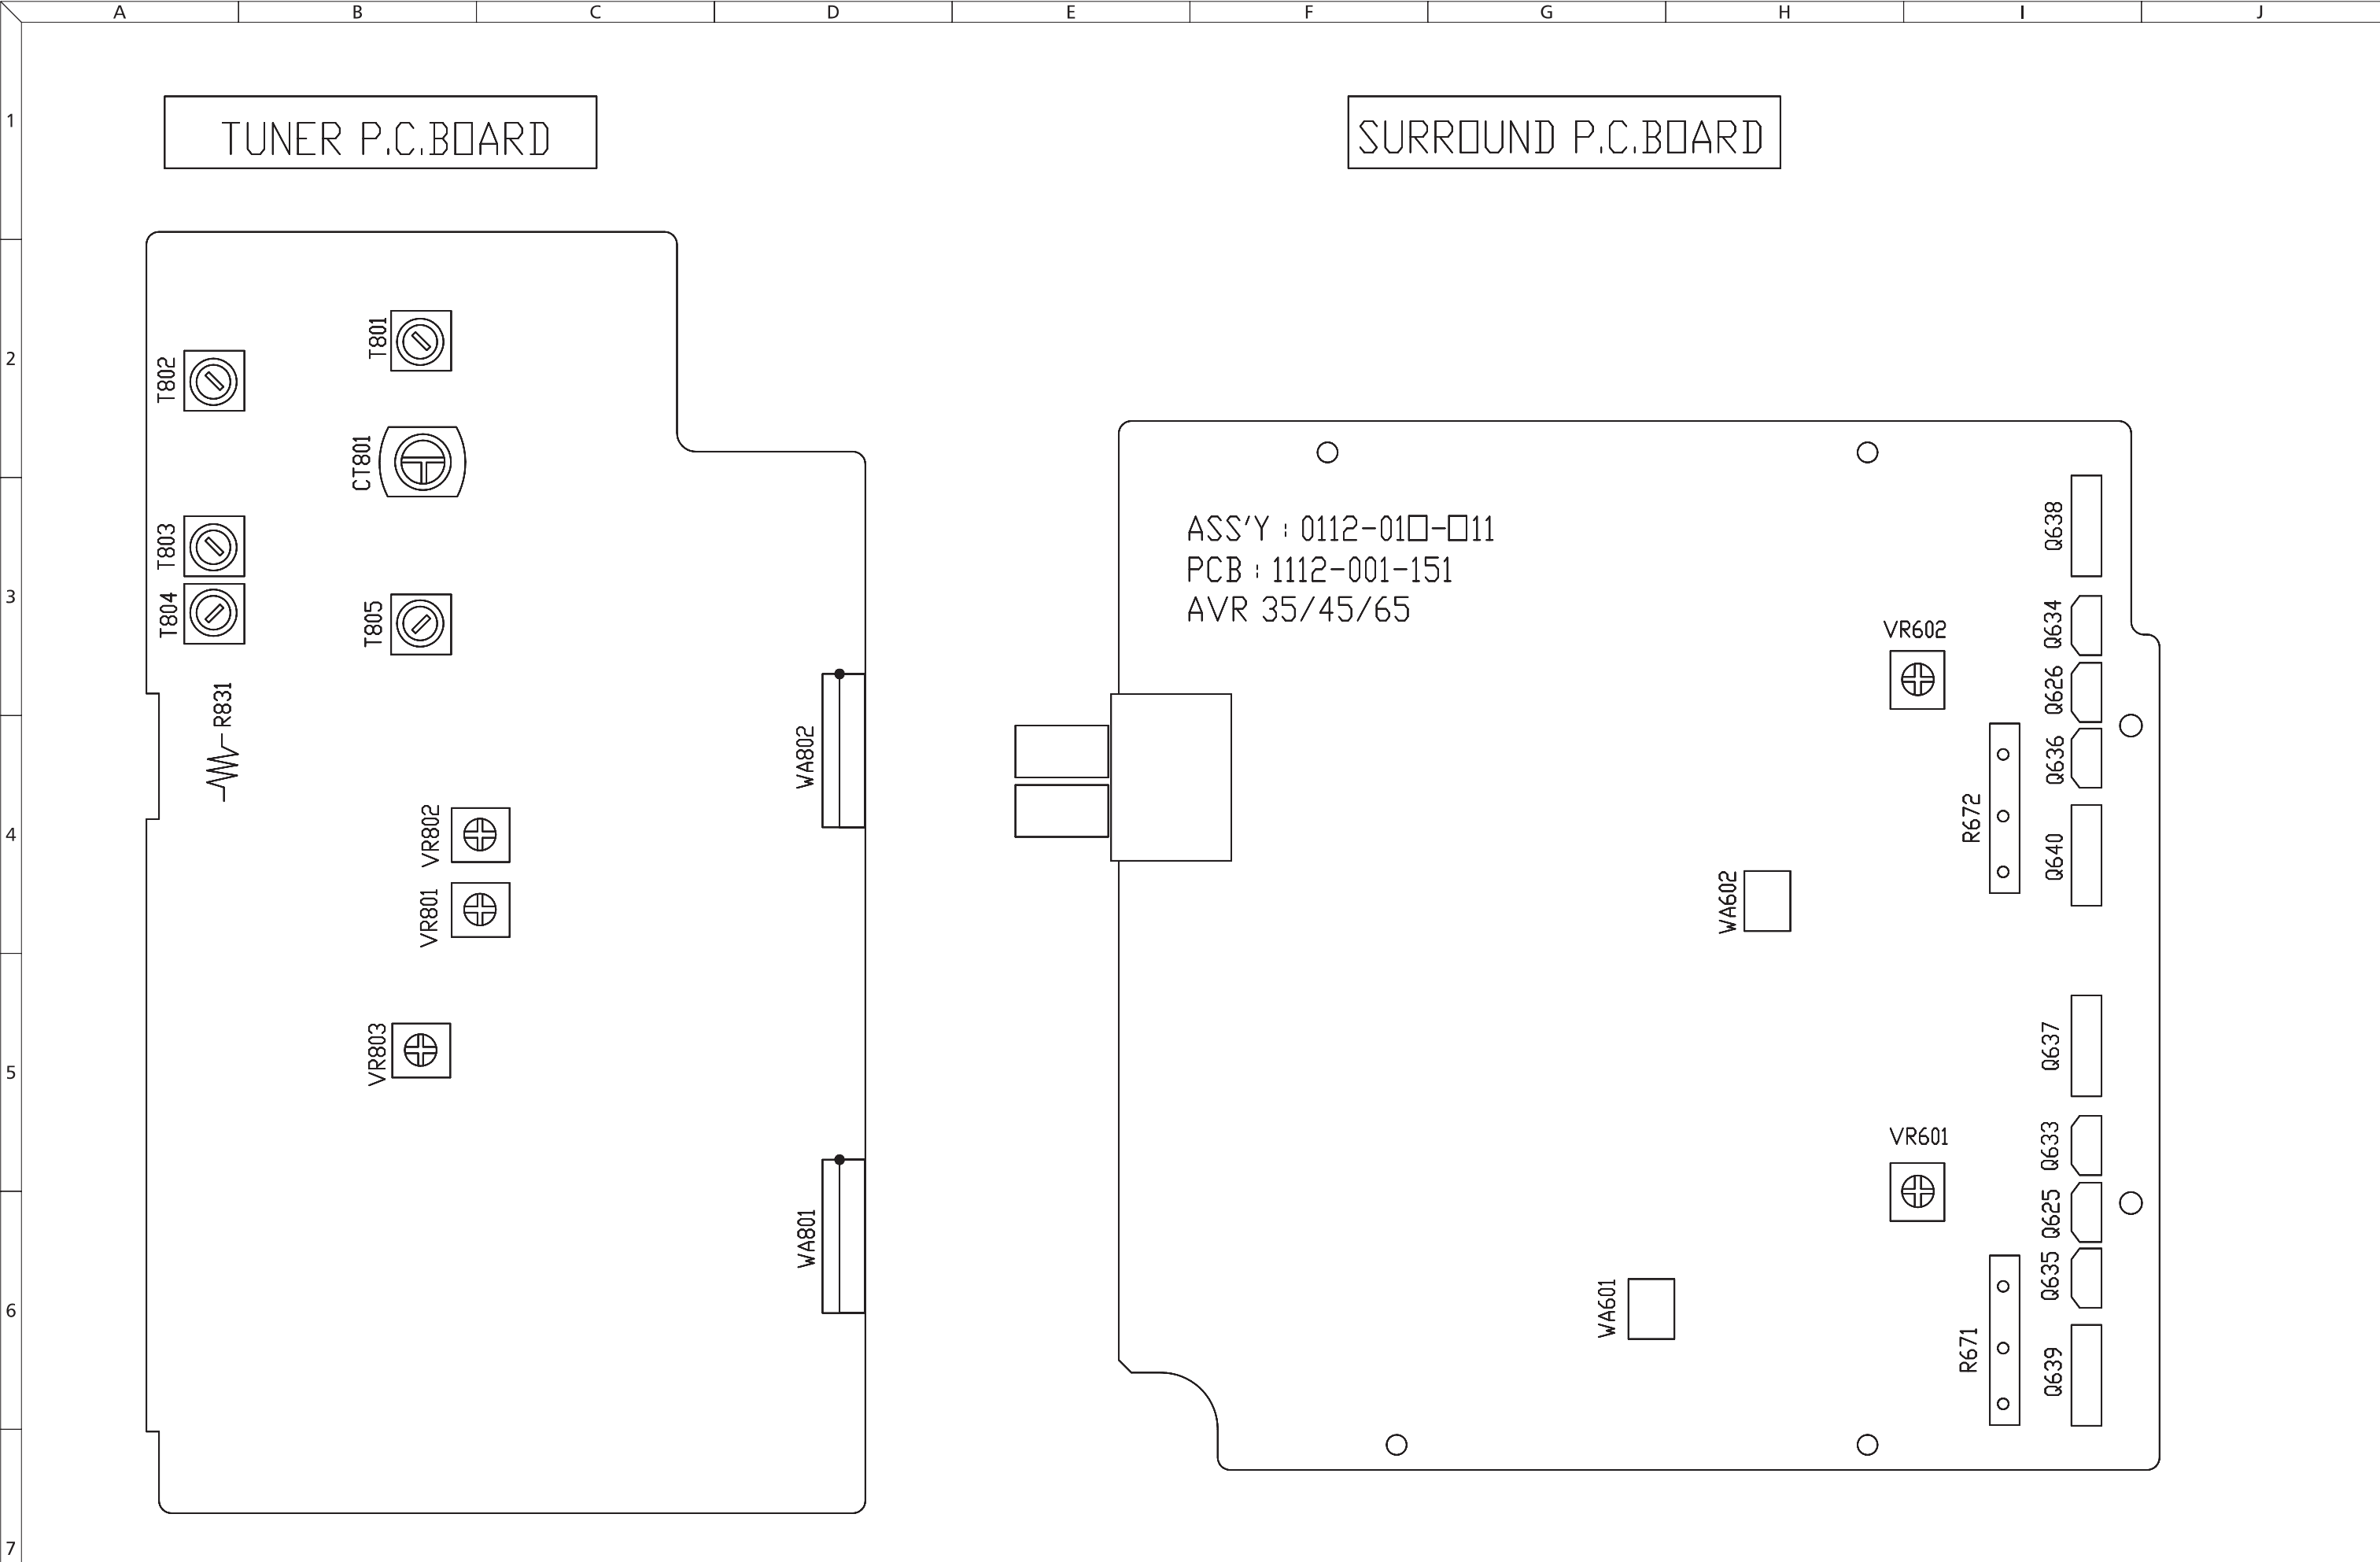 A B C D E F G H I J
1
TUNER P.C.BOARD
SURROUND P.C.BOARD
2
T801
T802
CT801
3
T803
T804
T805
R831
WA802
4
VR802
VR801
5
VR803
WA801
6
7
ASS'Y : 0112-01□-□11
PCB : 1112-001-151
AVR 35/45/65
Q638
Q634
VR602
Q626
Q636
R672
Q640
WA602
Q637
VR601
Q633
Q625
Q635
WA601
R671
Q639